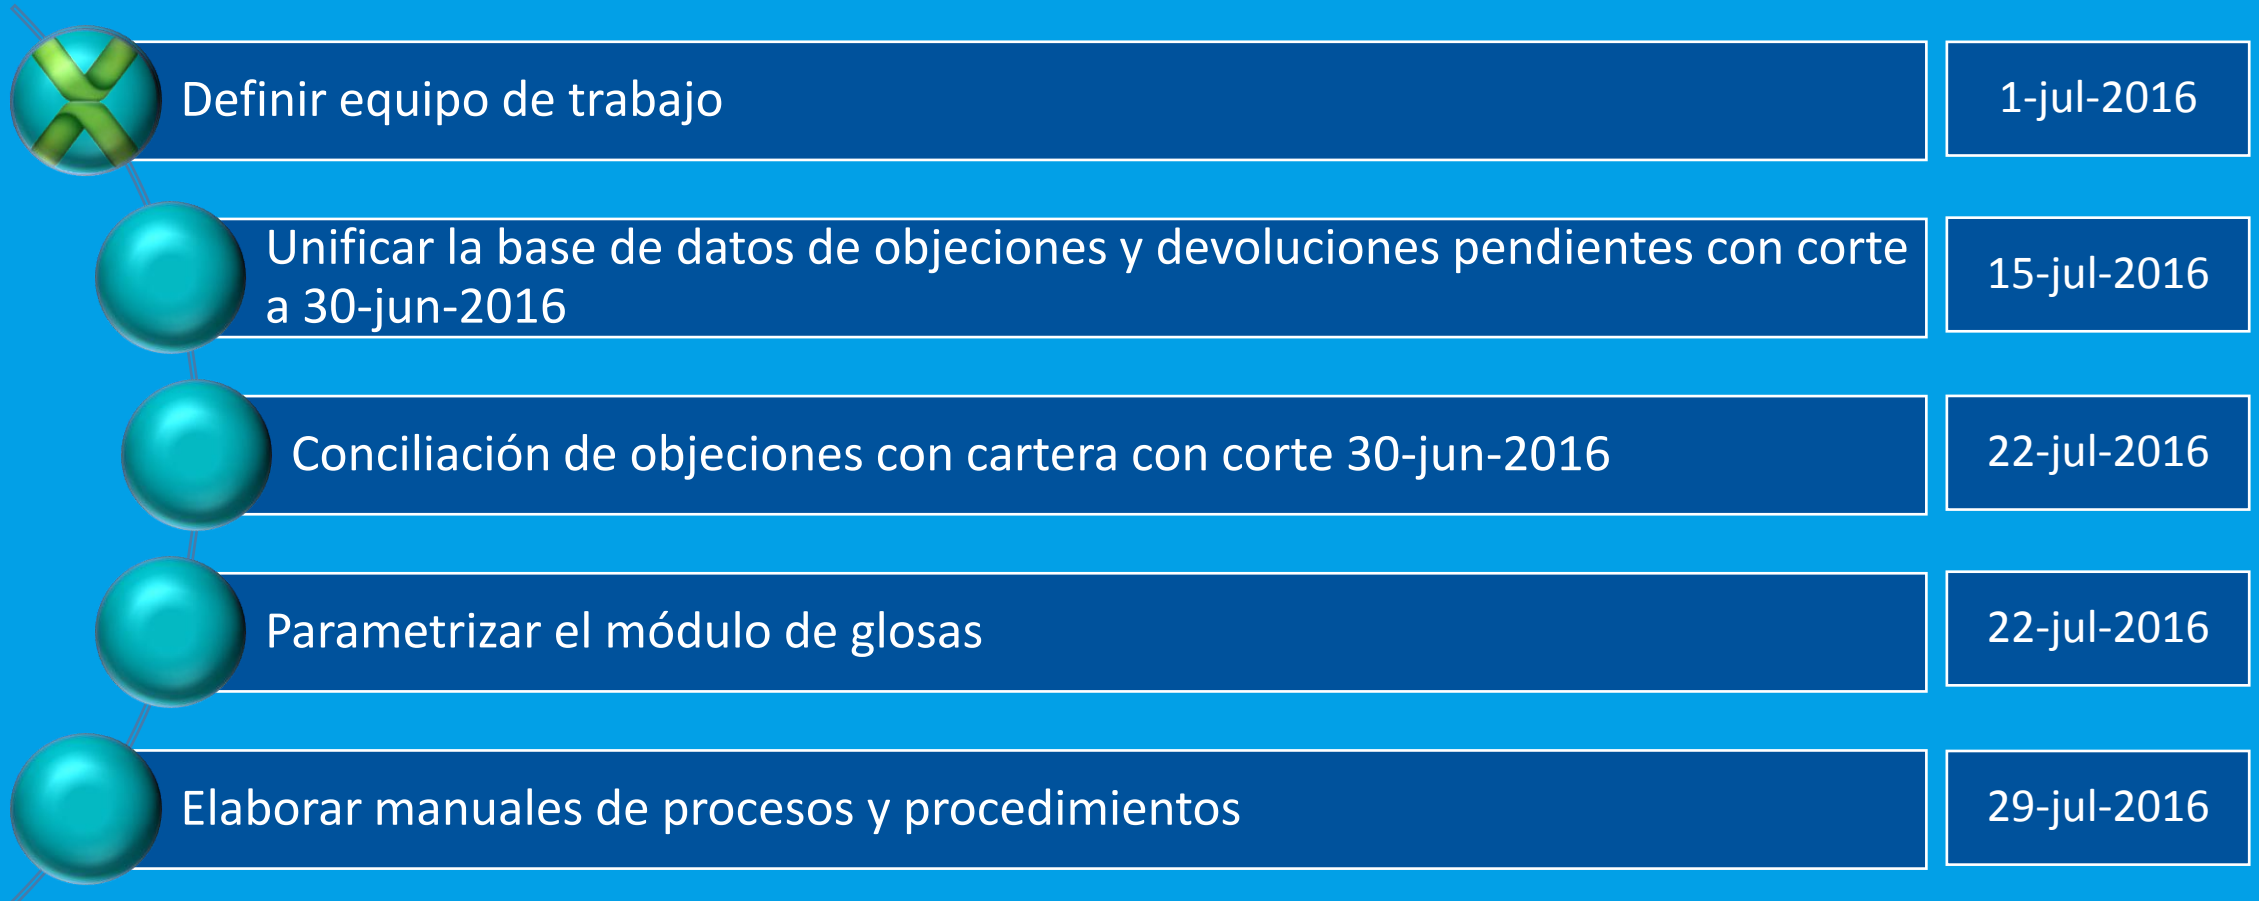 Definir equipo de trabajo
1-jul-2016
Unificar la base de datos de objeciones y devoluciones pendientes con corte
a 30-jun-2016
15-jul-2016
Conciliación de objeciones con cartera con corte 30-jun-2016
22-jul-2016
Parametrizar el módulo de glosas
22-jul-2016
Elaborar manuales de procesos y procedimientos
29-jul-2016